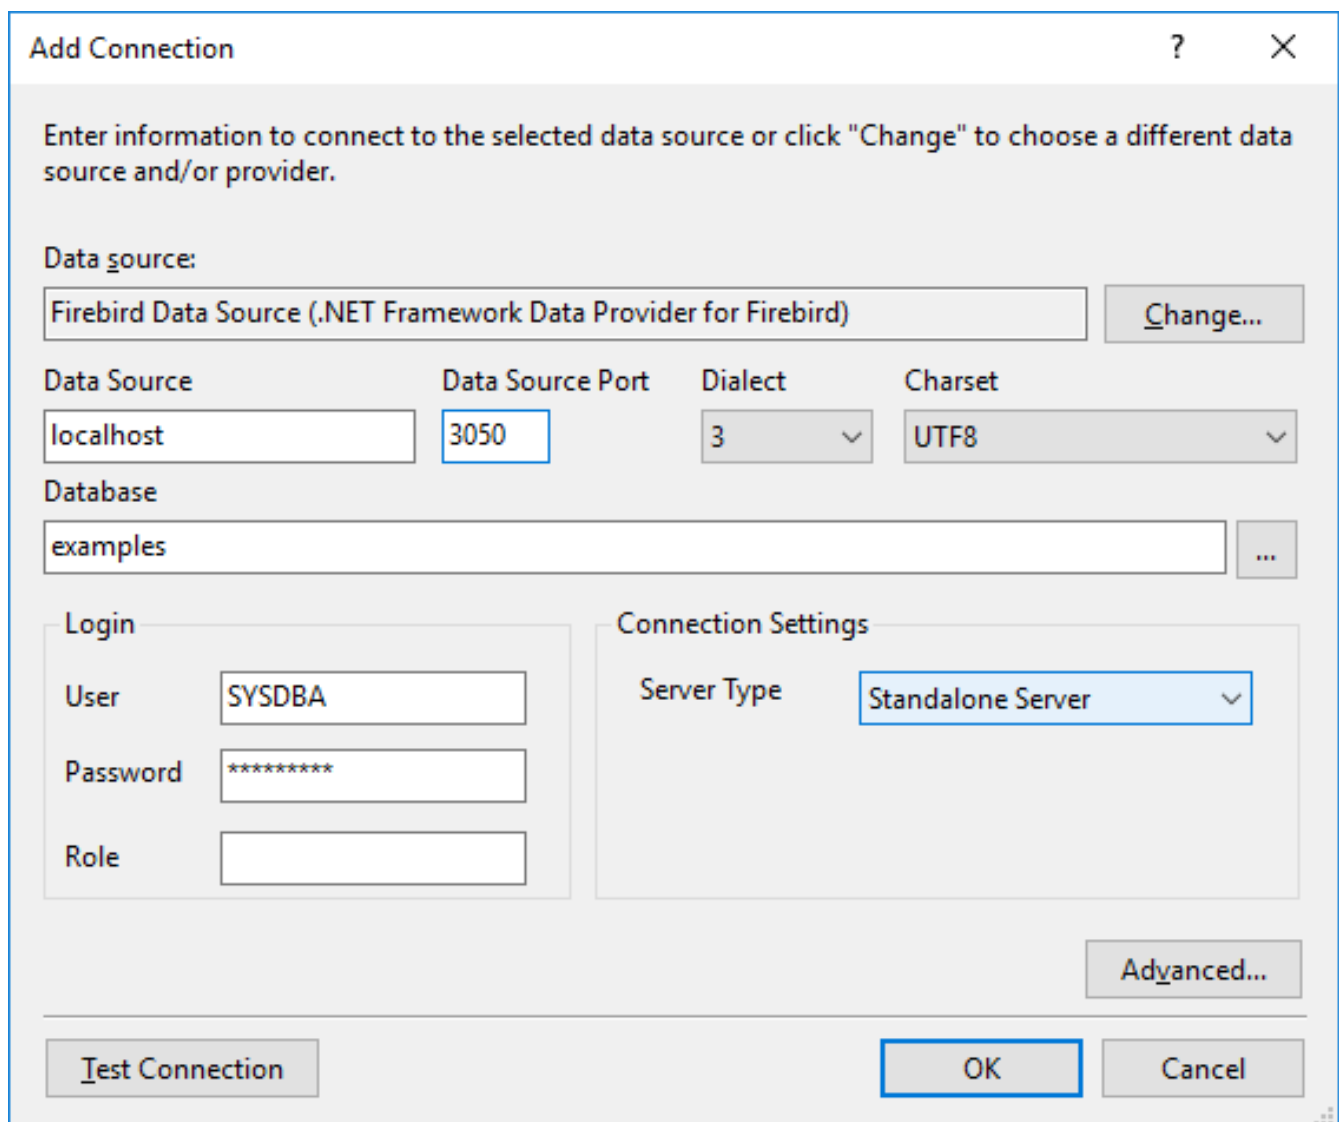 Add Connection ?
Enter information to connect to the selected data source or click "Change" to choose a different data
source and/or provider.
Data source:
Firebird Data Source (.NET Framework Data Provider for Firebird) Change...
Data Source Data Source Port Dialect Charset
localhost 3050 3 UTF8
Database
examples ...
Login Connection Settings
User SYSDBA Server Type Standalone Server
Password *********
Role
Advanced...
Test Connection OK Cancel